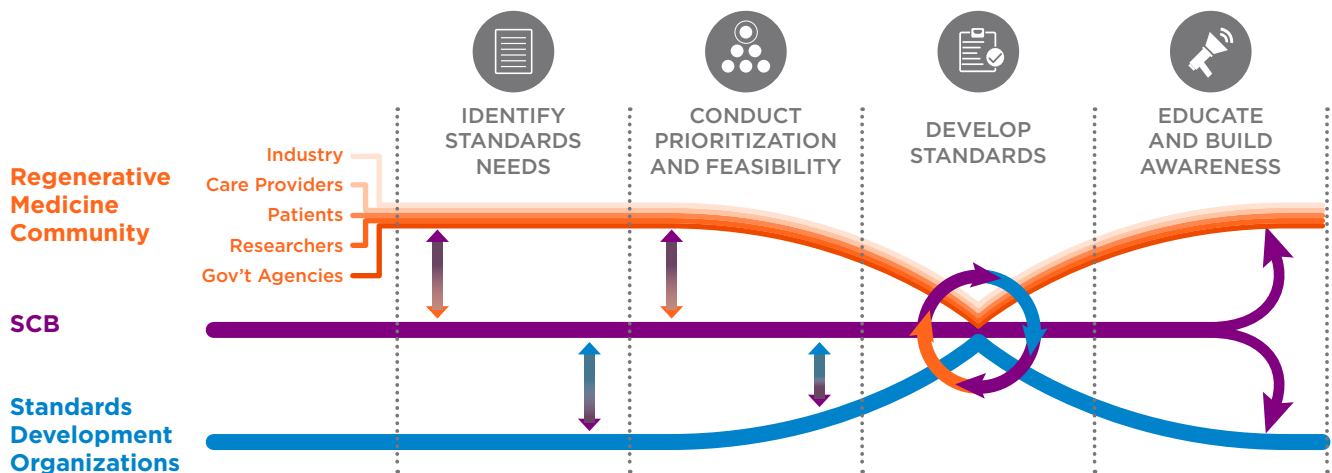 IDENTIFY
STANDARDS
NEEDS
CONDUCT
PRIORITIZATION
AND FEASIBILITY
DEVELOP
STANDARDS
EDUCATE
AND BUILD
AWARENESS
Regenerative
Medicine
Community
Industry
Care Providers
Patients
Researchers
Gov’t Agencies
SCB
Standards
Development
Organizations